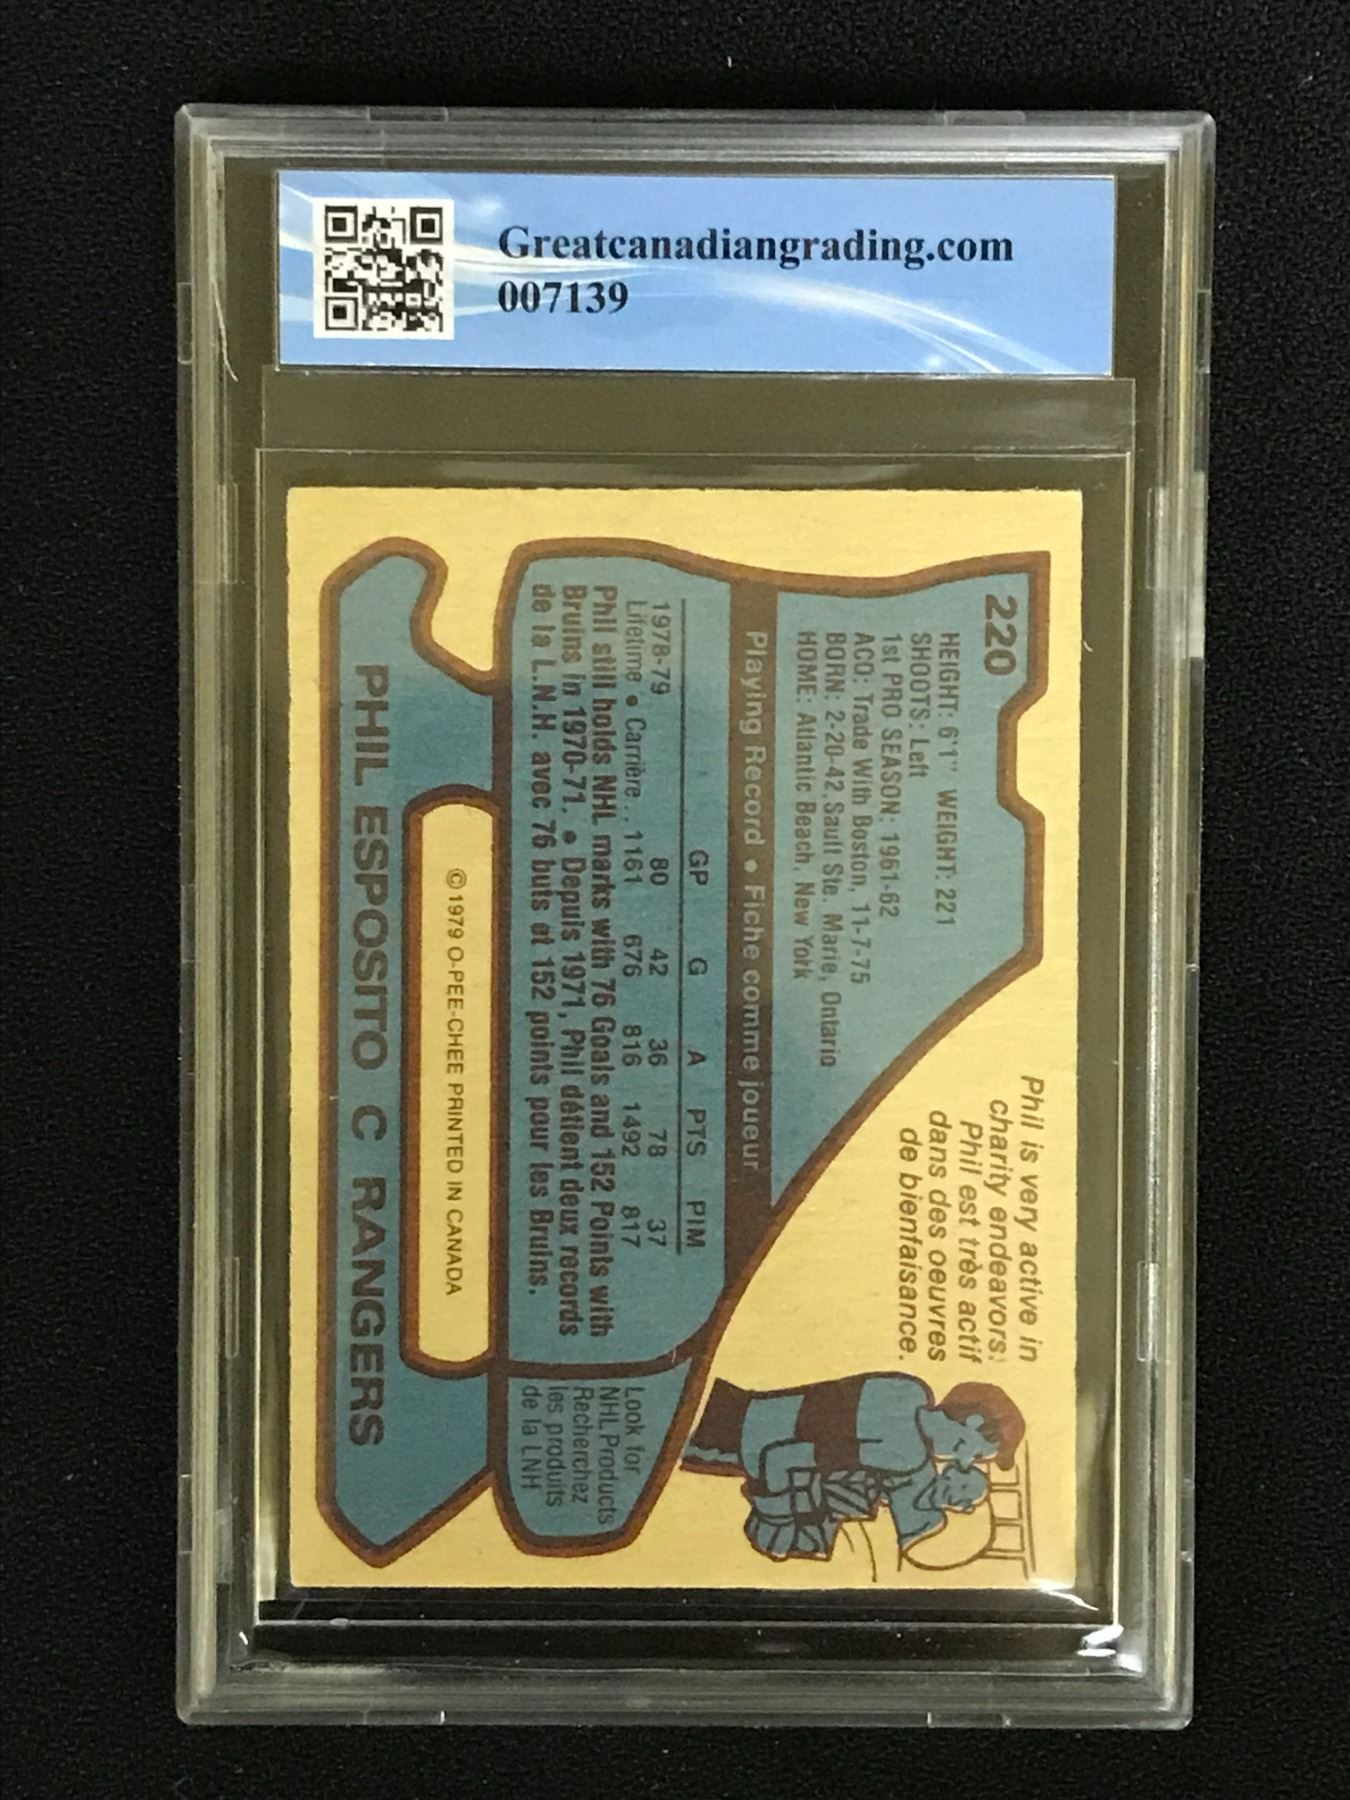 Greatcanadiangrading.com
007139
220
HEIGHT: 6'1" WEIGHT: 221
SHOOTS: Left
1st PRO SEASON: 1961-62
ACQ: Trade With Boston, 11-7-75
BORN: 2-20-42, Sault Ste. Marie, Ontario
HOME: Atlantic Beach, New York
Phil is very active in
charity endeavors.
Phil est très actif
dans des oeuvres
de bienfaisance.
Playing Record • Fiche comme joueur
GP G A PTS PIM
1978-79 80 42 36 78 37
Lifetime • Carrière.. 1161 676 816 1492 817
Phil still holds NHL marks with 76 Goals and 152 Points with
Bruins in 1970-71. • Depuis 1971, Phil détient deux records
de la L.N.H. avec 76 buts et 152 points pour les Bruins.
Look for
NHL Products
Recherchez
les produits
de la LNH
©1979 O-PEE-CHEE PRINTED IN CANADA
PHIL ESPOSITO C RANGERS